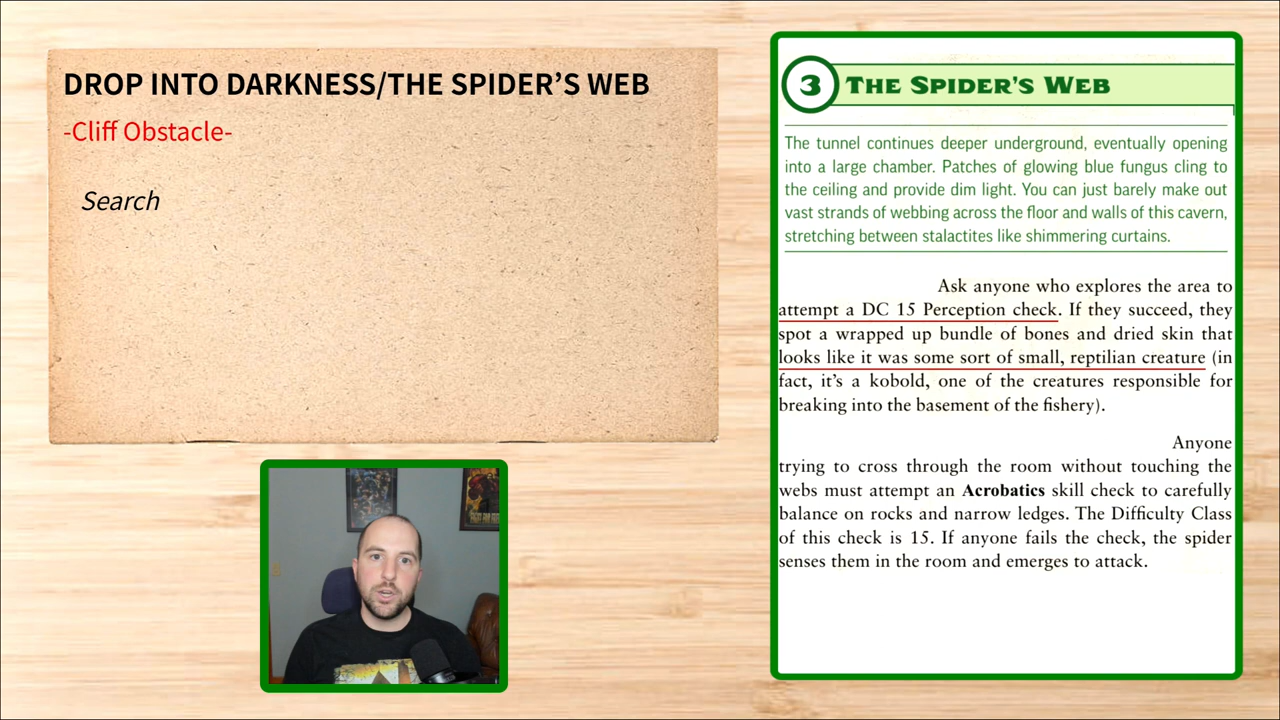 DROP INTO DARKNESS/THE SPIDER'S WEB
-Cliff Obstacle-
Search
3 THE SPIDER'S WEB
The tunnel continues deeper underground, eventually opening
into a large chamber. Patches of glowing blue fungus cling to
the ceiling and provide dim light. You can just barely make out
vast strands of webbing across the floor and walls of this cavern,
stretching between stalactites like shimmering curtains.
Ask anyone who explores the area to
attempt a DC 15 Perception check. If they succeed, they
spot a wrapped up bundle of bones and dried skin that
looks like it was some sort of small, reptilian creature (in
fact, it's a kobold, one of the creatures responsible for
breaking into the basement of the fishery).
Anyone
trying to cross through the room without touching the
webs must attempt an Acrobatics skill check to carefully
balance on rocks and narrow ledges. The Difficulty Class
of this check is 15. If anyone fails the check, the spider
senses them in the room and emerges to attack.